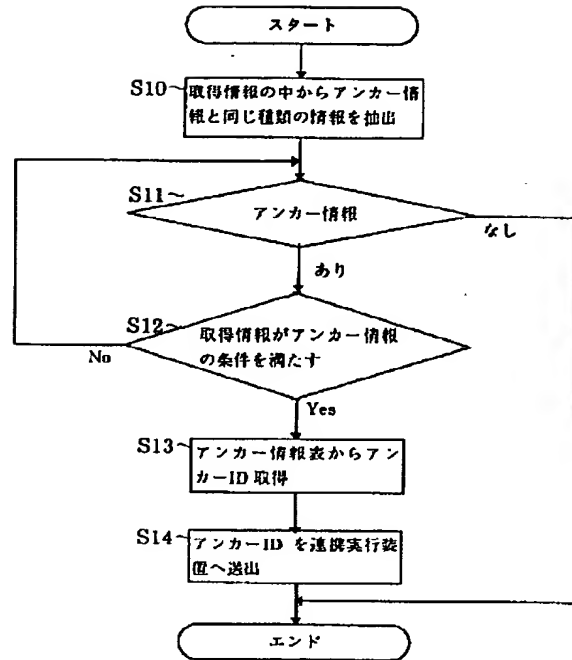 スタート
S10
取得情報の中からアンカー情
報と同じ種類の情報を抽出
S11
アンカー情報
なし
あり
S12
取得情報がアンカー情報
の条件を満たす
No
Yes
S13
アンカー情報表からアン
カーID 取得
S14
アンカーID を連携実行装
置へ送出
エンド